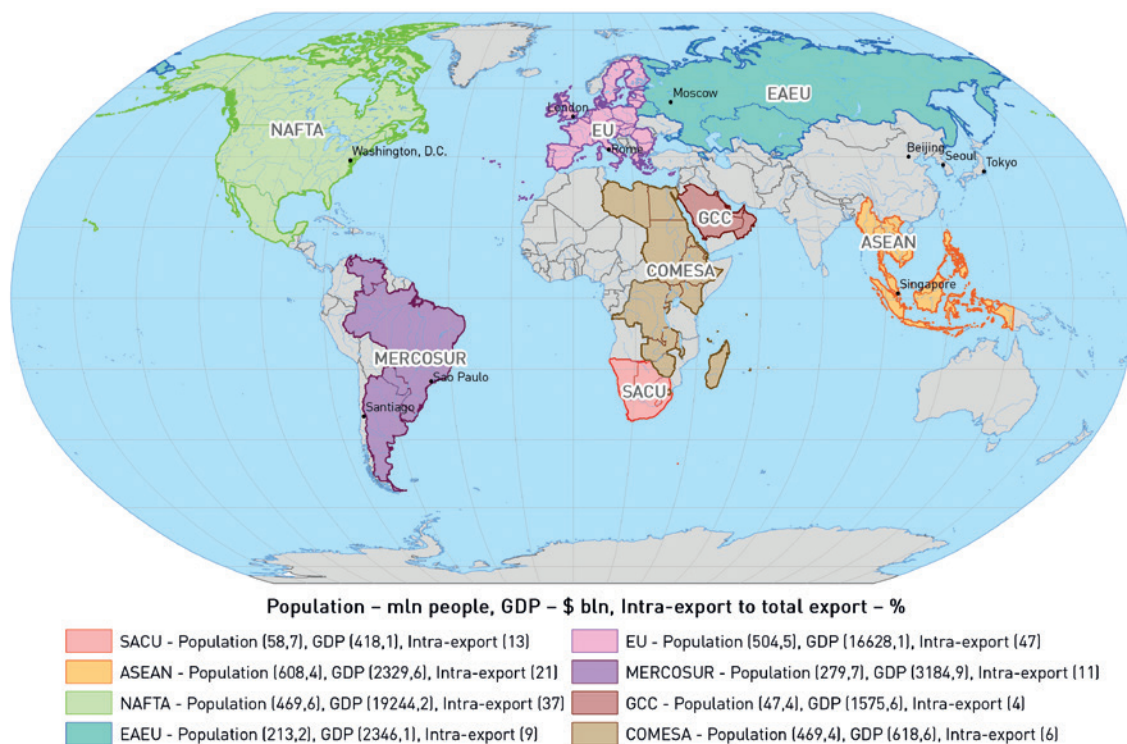 NAFTA
Washington, D.C.
London
EU
Rome
Moscow
EAEU
Beijing
Seoul
Tokyo
GCC
COMESA
ASEAN
Singapore
MERCOSUR
Sao Paulo
Santiago
SACU
Population – mln people, GDP – $ bln, Intra-export to total export – %
SACU - Population (58,7), GDP (418,1), Intra-export (13)
ASEAN - Population (608,4), GDP (2329,6), Intra-export (21)
NAFTA - Population (469,6), GDP (19244,2), Intra-export (37)
EAEU - Population (213,2), GDP (2346,1), Intra-export (9)
EU - Population (504,5), GDP (16628,1), Intra-export (47)
MERCOSUR - Population (279,7), GDP (3184,9), Intra-export (11)
GCC - Population (47,4), GDP (1575,6), Intra-export (4)
COMESA - Population (469,4), GDP (618,6), Intra-export (6)